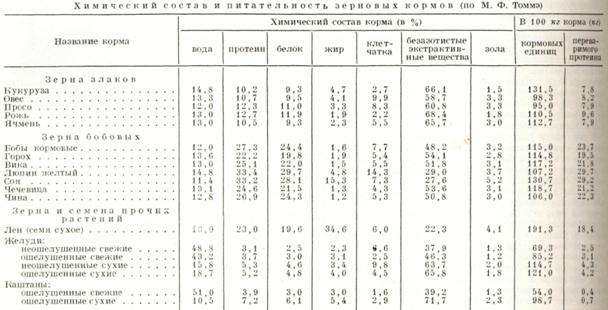 Химический состав и питательность зерновых кормов (по М. Ф. Томмэ)
Название корма
Химический состав корма (в %)
В 100 кг корма (кг)
вода протеин белок жир клетчатка безазотистые экстрактивные вещества зола кормовых единиц переваримого протеина
Зерна злаков
Кукуруза 14,8 10,2 9,3 4,7 2,7 66,1 1,5 131,5 7,8
Овес 13,3 10,7 9,5 4,1 9,9 58,7 3,3 98,3 8,2
Просо 12,0 12,3 11,0 3,3 8,3 60,8 3,3 95,0 7,9
Рожь 13,0 12,7 11,9 1,9 2,2 68,4 1,8 110,5 9,6
Ячмень 13,0 10,5 9,3 2,3 5,5 65,7 3,0 112,7 7,9
Зерна бобовых
Бобы кормовые 12,0 27,3 24,4 1,6 7,7 48,2 3,2 115,0 23,7
Горох 13,6 22,2 19,8 1,9 5,4 54,1 2,8 114,8 19,5
Вика 13,0 25,1 22,0 1,5 5,5 51,8 3,1 117,2 21,8
Люпин желтый 14,8 33,4 29,7 4,8 14,3 29,0 3,7 107,2 29,7
Соя 11,4 33,2 28,1 15,3 7,3 27,6 5,2 130,7 29,2
Чечевица 13,1 24,6 21,5 1,3 4,3 53,6 3,1 118,7 21,2
Чина 12,8 26,9 24,3 1,2 5,3 50,8 3,0 106,0 22,3
Зерна и семена прочих
растений
Лен (семя сухое) 23,0 19,6 34,6 6,0 22,3 4,1 191,3 18,4
Желуди:
неошелушенные свежие 48,8 3,1 2,5 2,3 6,6 37,9 1,3 69,3 2,5
ошелушенные свежие 43,2 3,7 3,0 3,1 2,5 46,3 1,2 85,2 3,1
неошелушенные сухие 15,8 5,3 4,6 3,4 9,8 63,7 2,0 114,7 4,3
ошелушенные сухие 18,7 5,2 4,8 4,0 4,5 65,8 1,8 121,0 4,2
Каштаны:
ошелушенные свежие 51,0 3,9 3,0 3,0 1,6 39,2 1,3 54,0 0,4
ошелушенные сухие 10,5 7,2 6,1 5,4 2,9 71,7 2,3 98,7 0,7